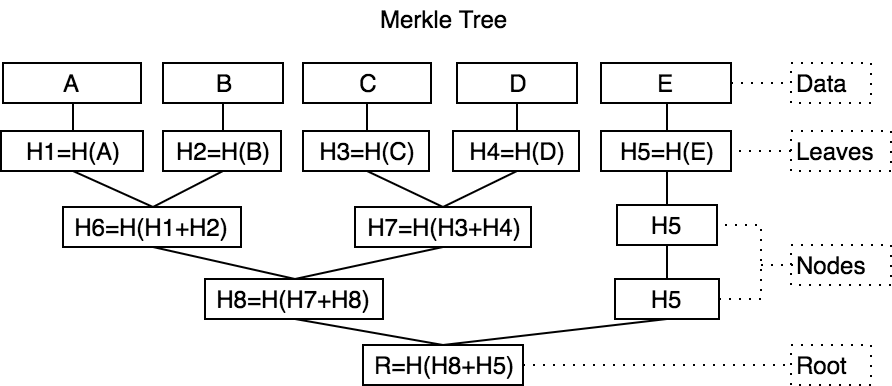 Merkle Tree
A B C D E Data
H1=H(A) H2=H(B) H3=H(C) H4=H(D) H5=H(E) Leaves
H6=H(H1+H2) H7=H(H3+H4) H5
Nodes
H8=H(H7+H8) H5
R=H(H8+H5) Root